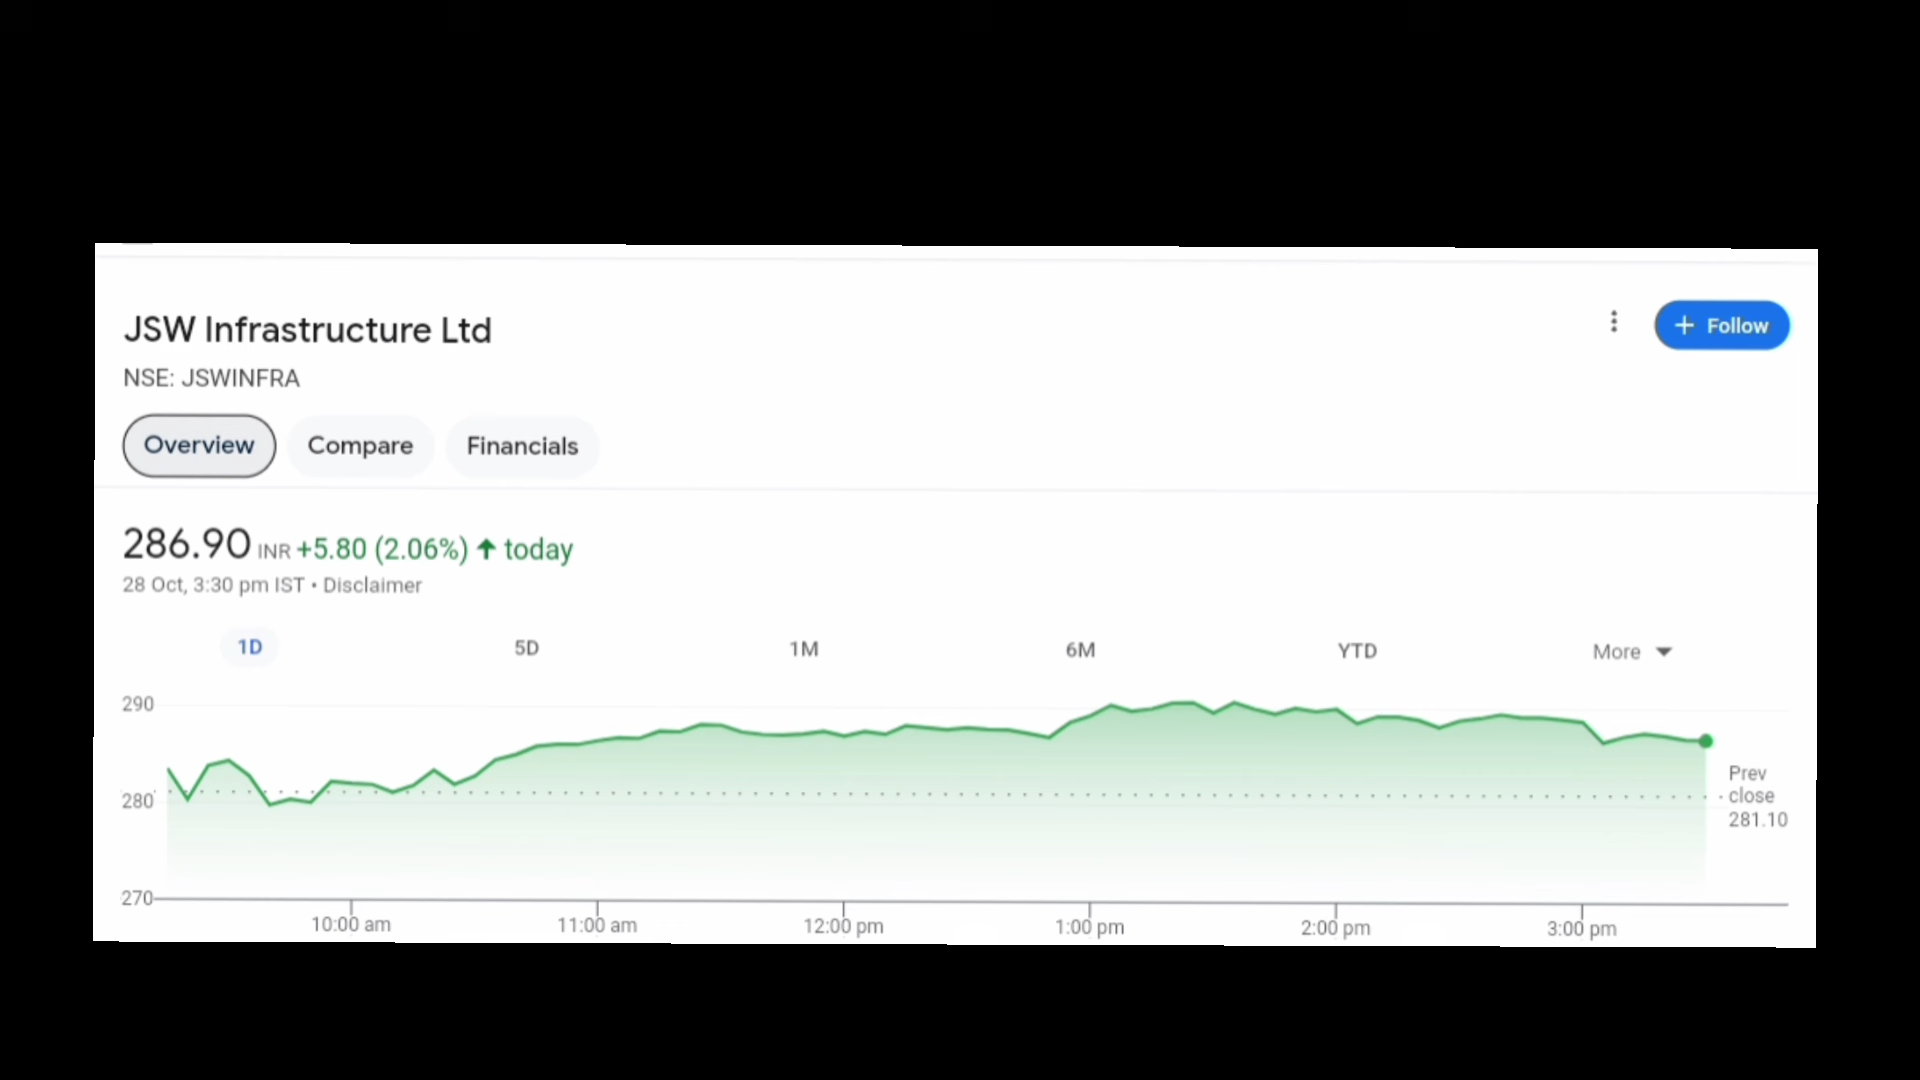 JSW Infrastructure Ltd
+ Follow
NSE: JSWINFRA
Overview Compare Financials
286.90 INR +5.80 (2.06%) ↑ today
28 Oct, 3:30 pm IST • Disclaimer
1D 5D 1M 6M YTD More
290
280
270
Prev
close
281.10
10:00 am 11:00 am 12:00 pm 1:00 pm 2:00 pm 3:00 pm